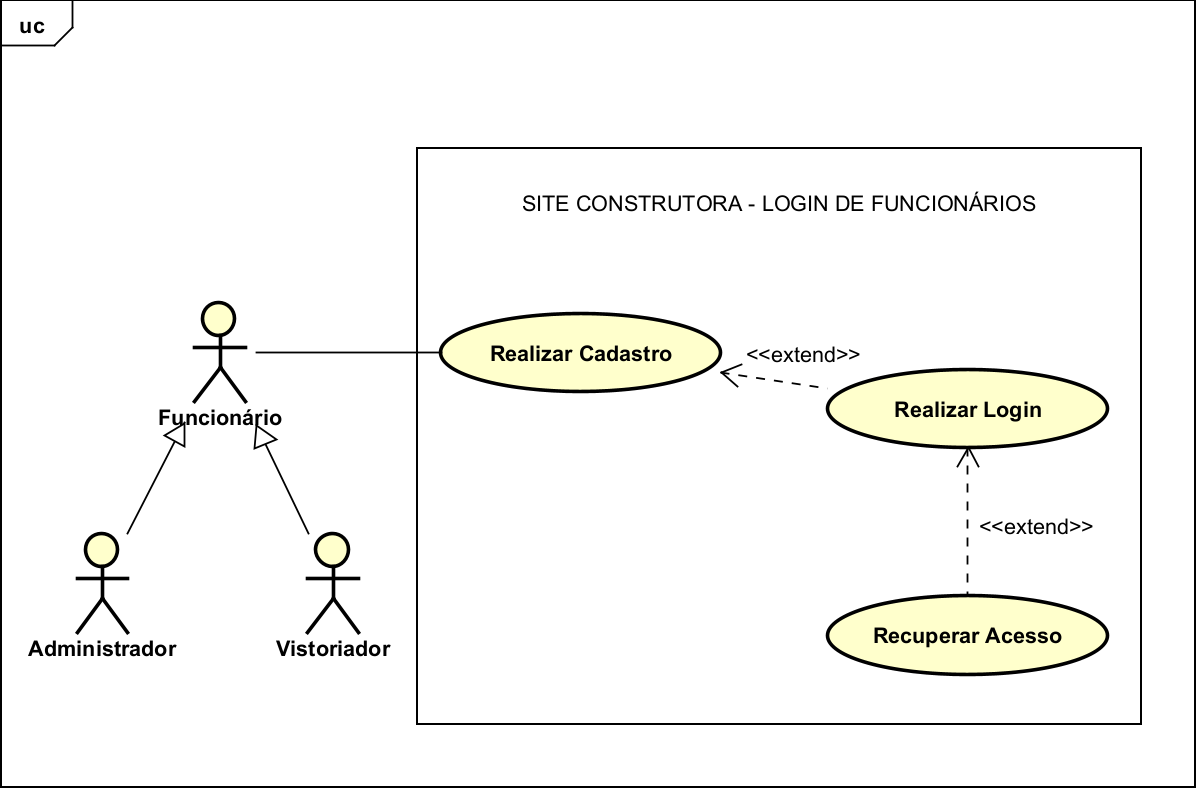 uc
SITE CONSTRUTORA - LOGIN DE FUNCIONÁRIOS
Realizar Cadastro
<<extend>>
Realizar Login
Funcionário
<<extend>>
Recuperar Acesso
Administrador
Vistoriador